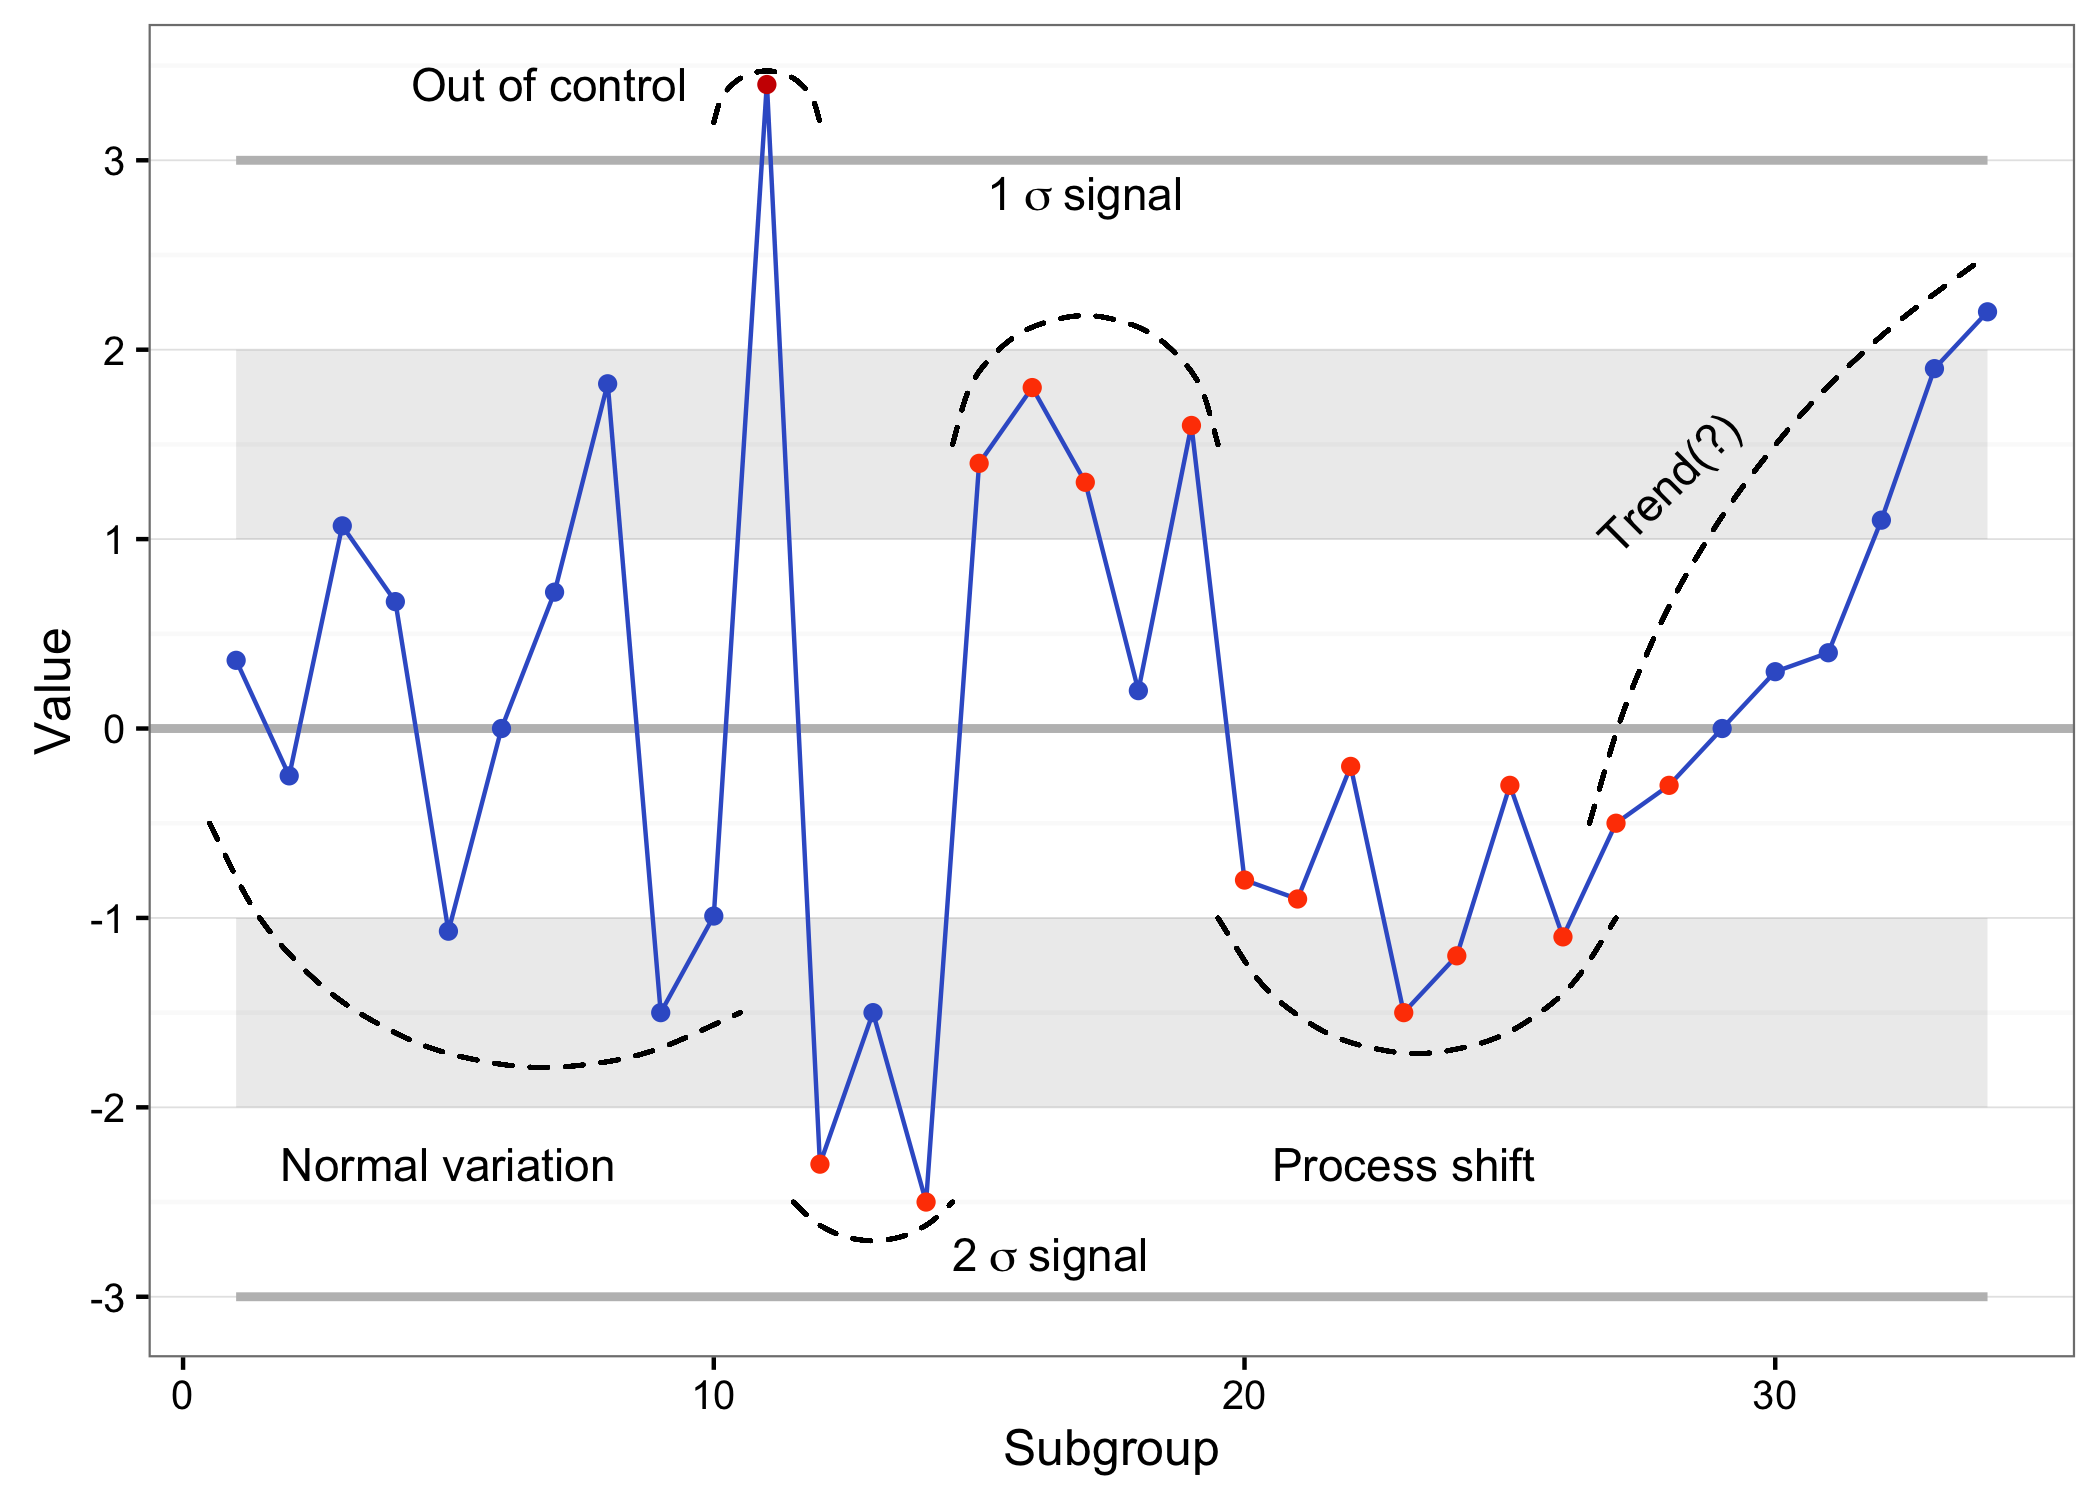 Out of control
3
1 σ signal
2
Trend(?)
1
Value
0
-1
-2
Normal variation
Process shift
2 σ signal
-3
0 10 20 30
Subgroup